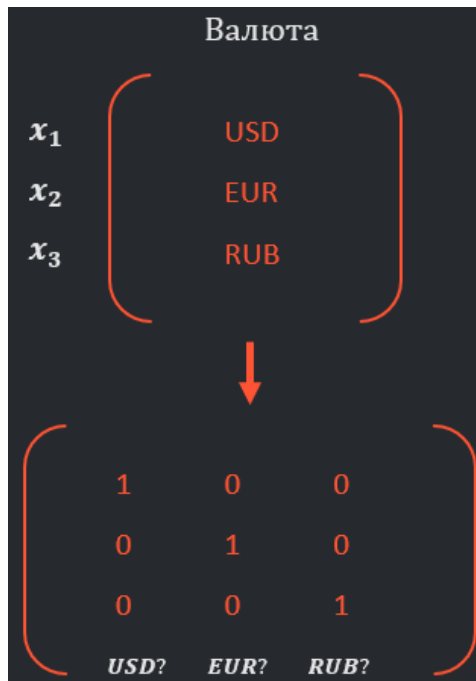 Валюта
x₁ USD
x₂ EUR
x₃ RUB
1 0 0
0 1 0
0 0 1
USD? EUR? RUB?